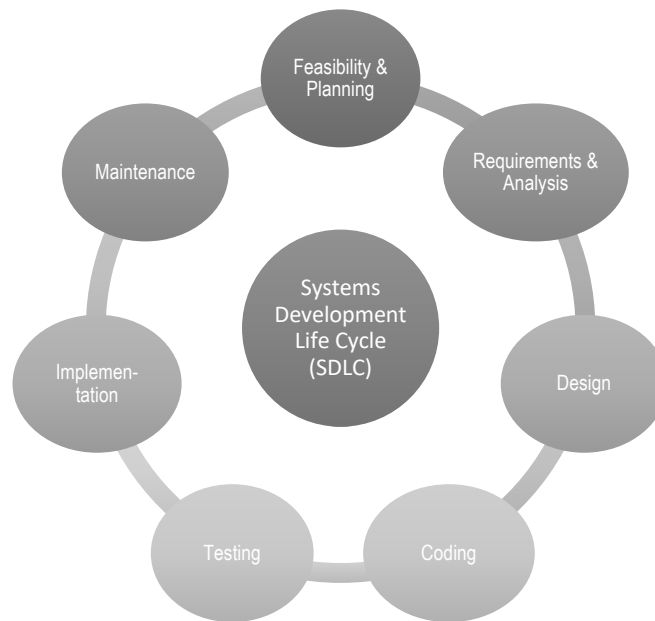 Feasibility &
Planning
Requirements &
Analysis
Design
Coding
Testing
Implemen-
tation
Maintenance
Systems
Development
Life Cycle
(SDLC)